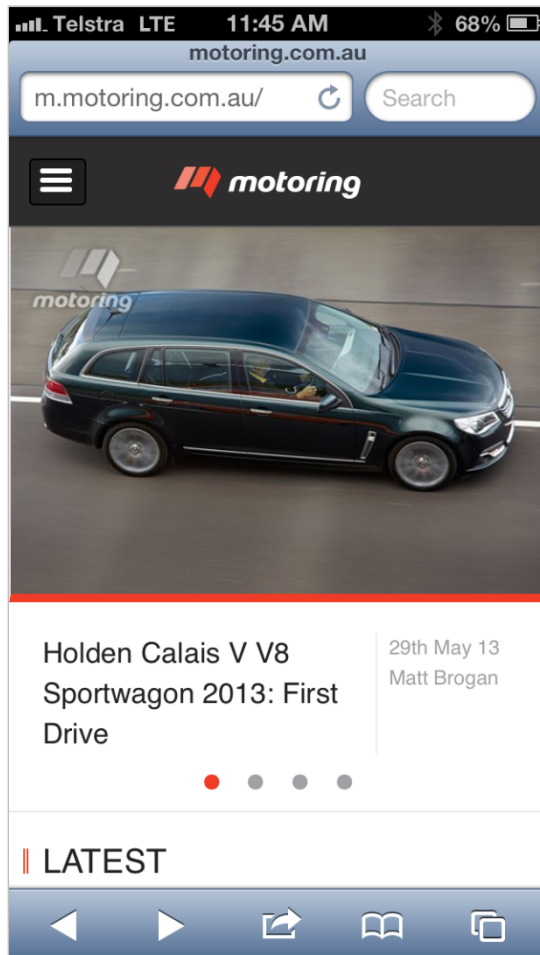 Telstra LTE 11:45 AM 68%
motoring.com.au
m.motoring.com.au/ Search
motoring
motoring
Holden Calais V V8
Sportwagon 2013: First
Drive
29th May 13
Matt Brogan
LATEST